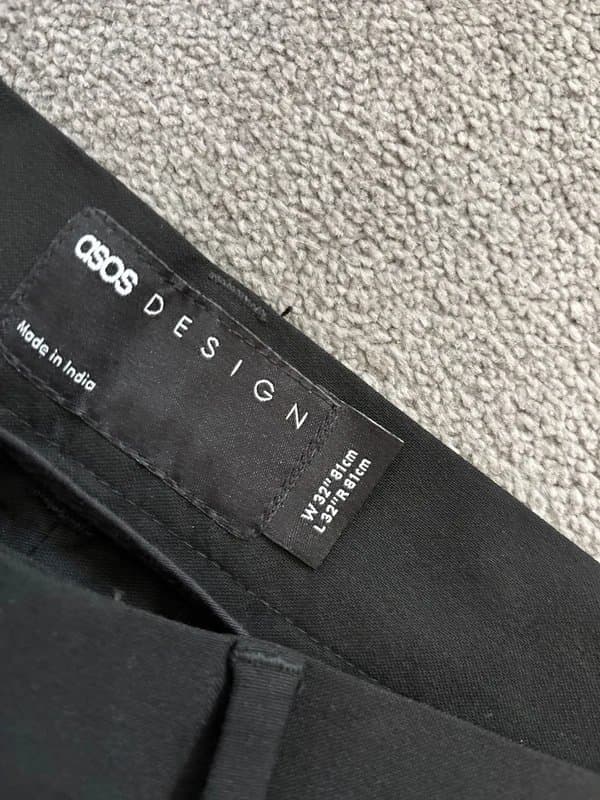 asos DESIGN
Made in India
W 32" 81cm
L 32"R 81cm